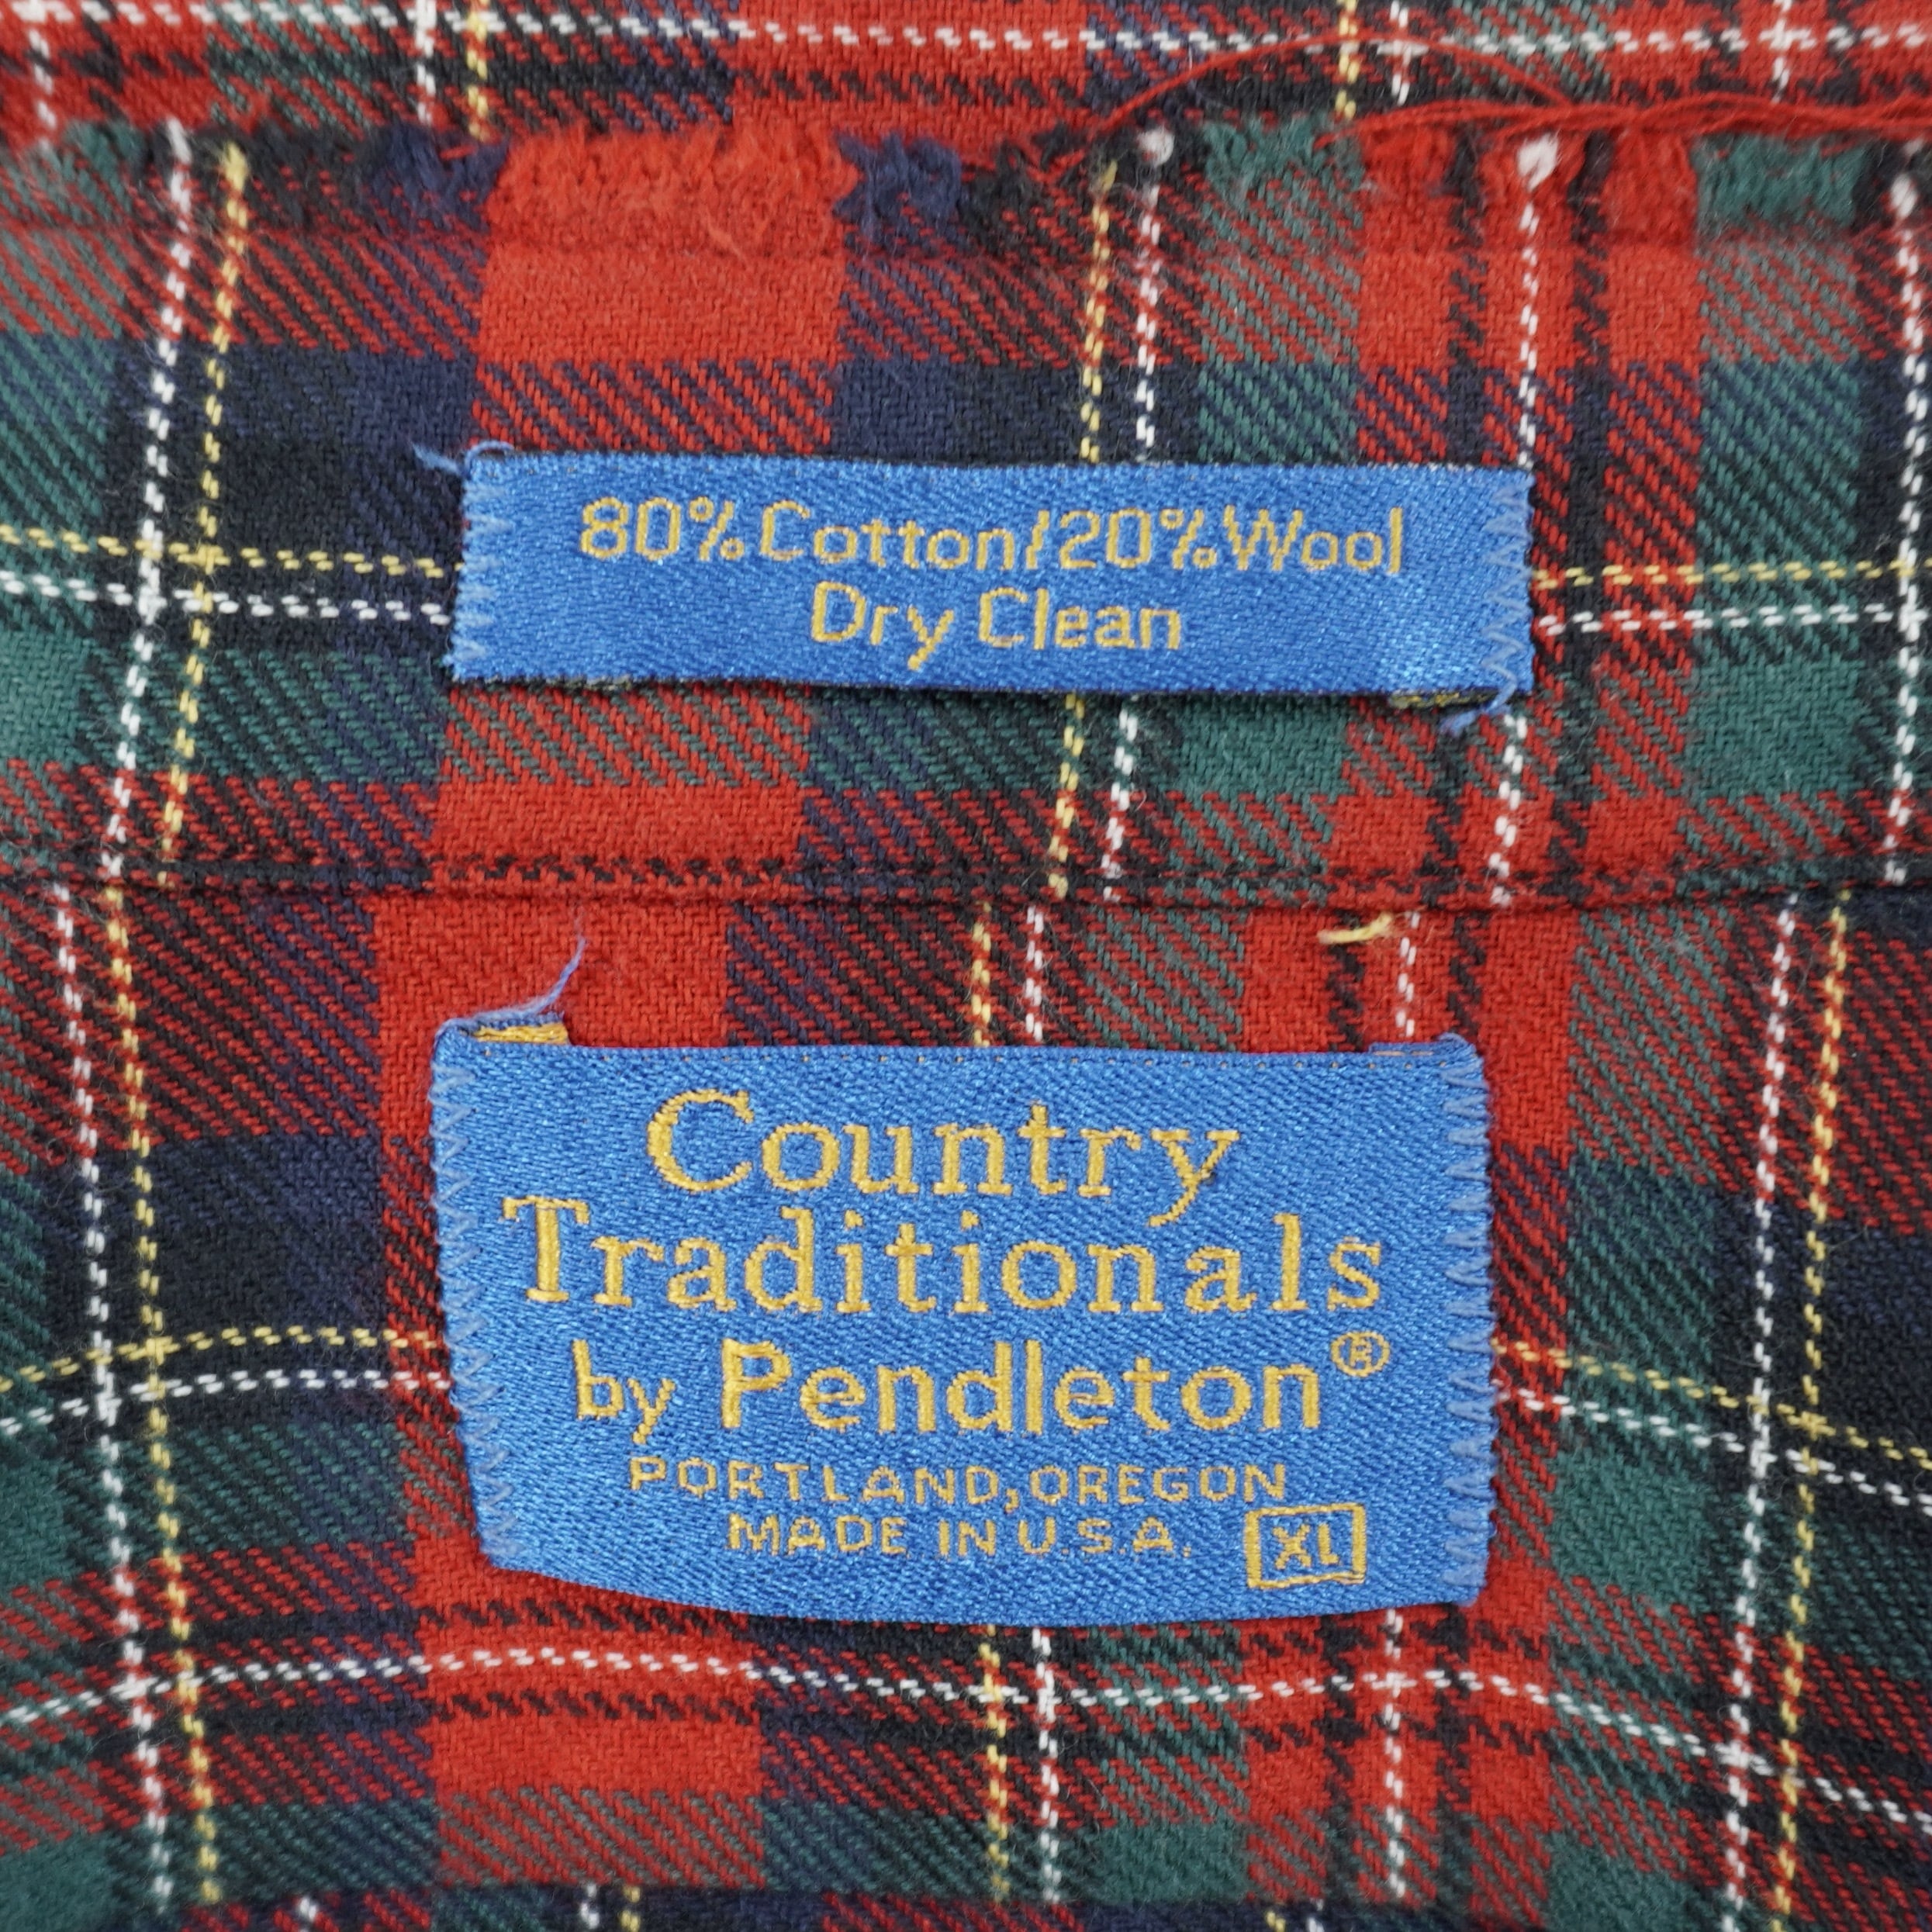 80% Cotton/20% Wool
Dry Clean
Country
Traditionals
by Pendleton®
PORTLAND, OREGON
MADE IN U.S.A. XL